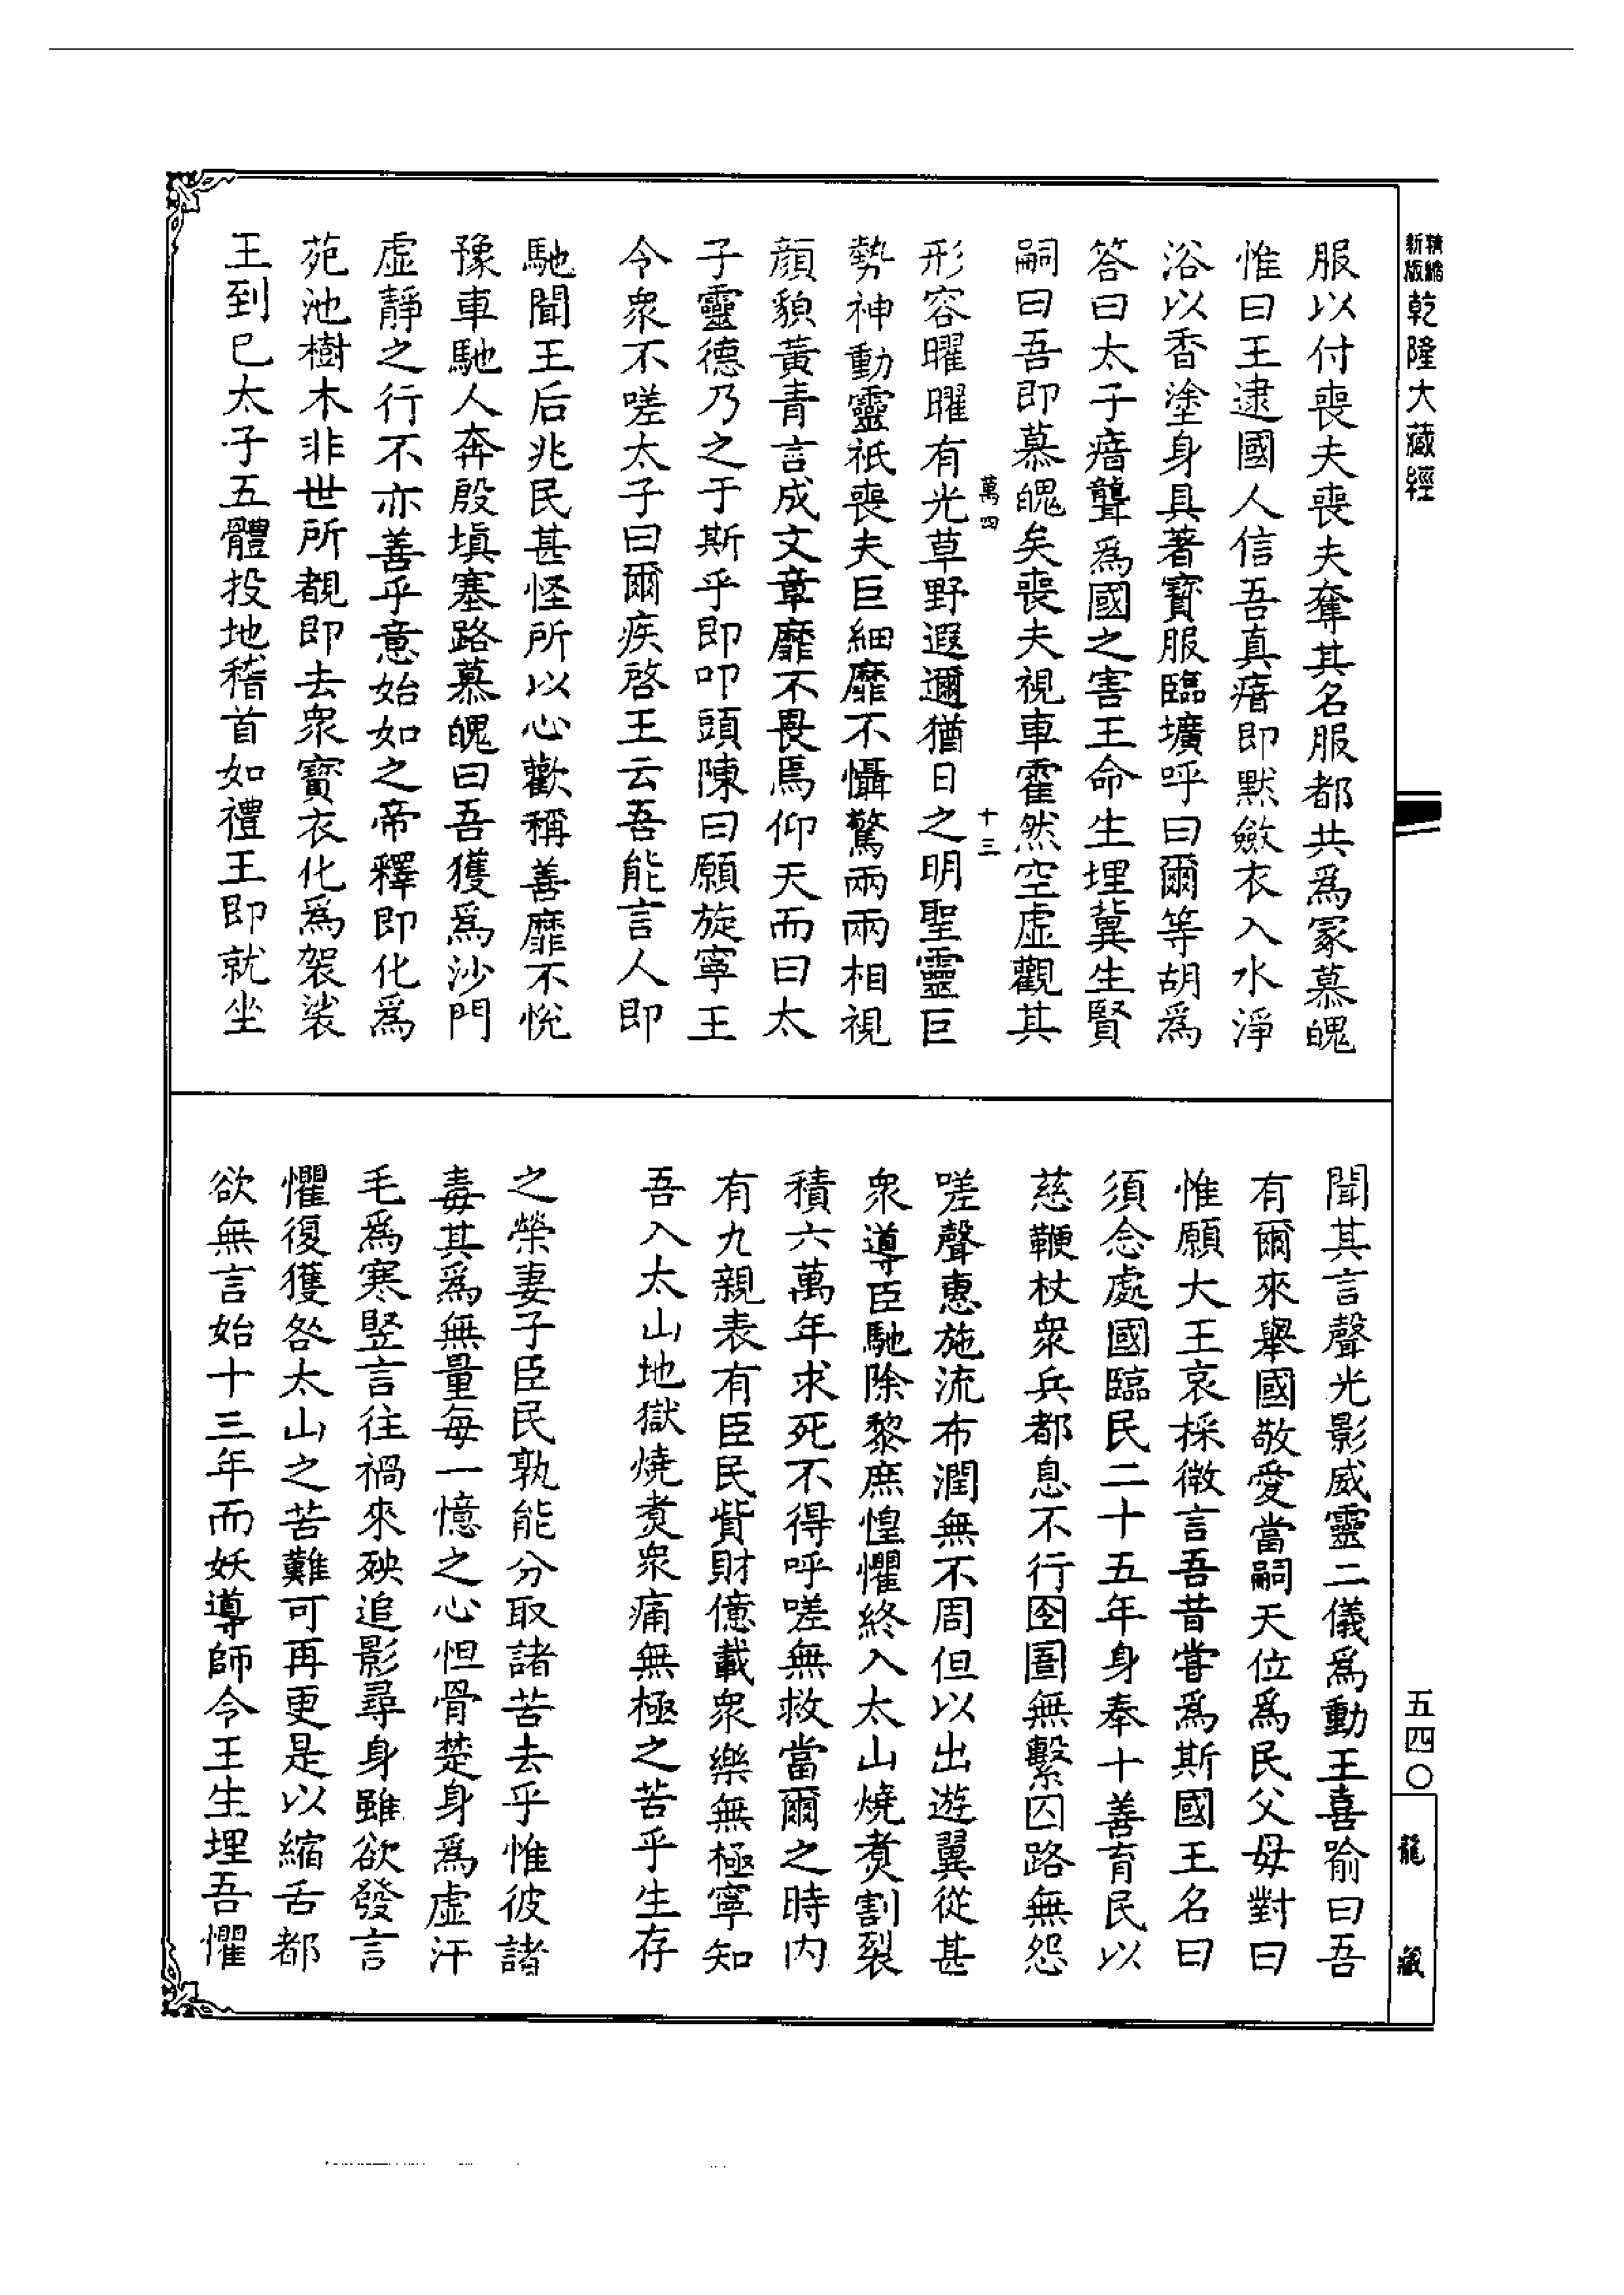 精縮新版乾隆大藏經
服以付喪夫喪夫奪其名服都共爲冢慕魄
惟曰王逮國人信吾真瘖即默斂衣入水淨
浴以香塗身具著寶服臨壙呼曰爾等胡爲
答曰太子瘖聾爲國之害王命生埋冀生賢
嗣曰吾即慕魄矣喪夫視車霍然空虛觀其
萬四 十三
形容曜曜有光草野遐邇猶日之明聖靈巨
勢神動靈祇喪夫巨細靡不懾驚兩兩相視
顏貌黃青言成文章靡不畏焉仰天而曰太
子靈德乃之于斯乎即叩頭陳曰願旋寧王
令衆不嗟太子曰爾疾啓王云吾能言人即
馳聞王后兆民甚怪所以心歡稱善靡不悅
豫車馳人奔殷填塞路慕魄曰吾獲爲沙門
虛靜之行不亦善乎意始如之帝釋即化爲
苑池樹木非世所覩即去衆寶衣化爲袈裟
王到已太子五體投地稽首如禮王即就坐
聞其言聲光影威靈二儀爲動王喜喻曰吾
有爾來舉國敬愛當嗣天位爲民父母對曰
惟願大王哀採微言吾昔嘗爲斯國王名曰
須念處國臨民二十五年身奉十善育民以
慈鞭杖衆兵都息不行囹圄無繫囚路無怨
嗟聲惠施流布潤無不周但以出遊翼從甚
衆導臣馳除黎庶惶懼終入太山燒煑割裂
積六萬年求死不得呼嗟無救當爾之時內
有九親表有臣民貲財億載衆樂無極寧知
吾入太山地獄燒煑衆痛無極之苦乎生存
之榮妻子臣民孰能分取諸苦去乎惟彼諸
毒其爲無量每一憶之心怛骨楚身爲虛汗
毛爲寒竪言往禍來殃追影尋身雖欲發言
懼復獲咎太山之苦難可再更是以縮舌都
欲無言始十三年而妖導師令王生埋吾懼
五四〇
龍藏